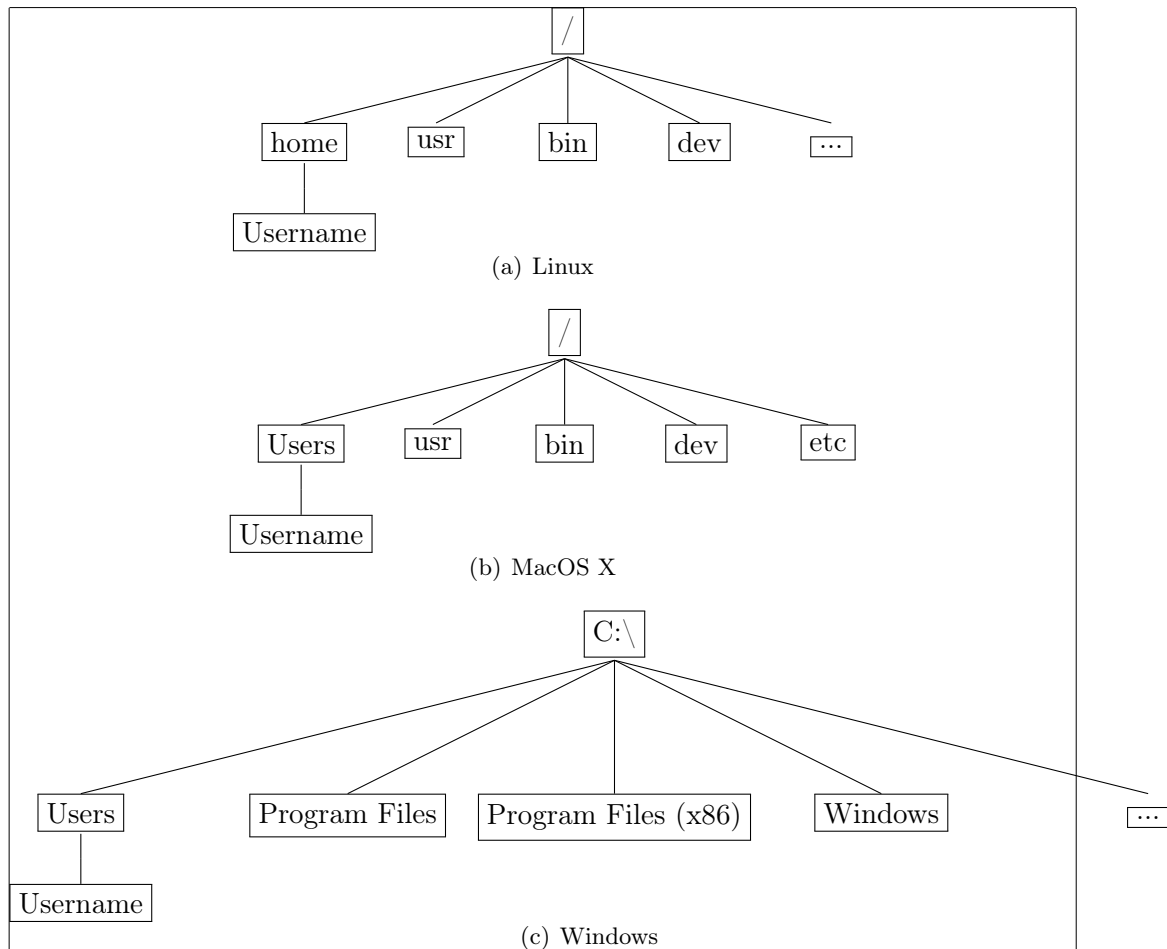 /
home usr bin dev ...
Username
(a) Linux
/
Users usr bin dev etc
Username
(b) MacOS X
C:\
Users Program Files Program Files (x86) Windows ...
Username
(c) Windows